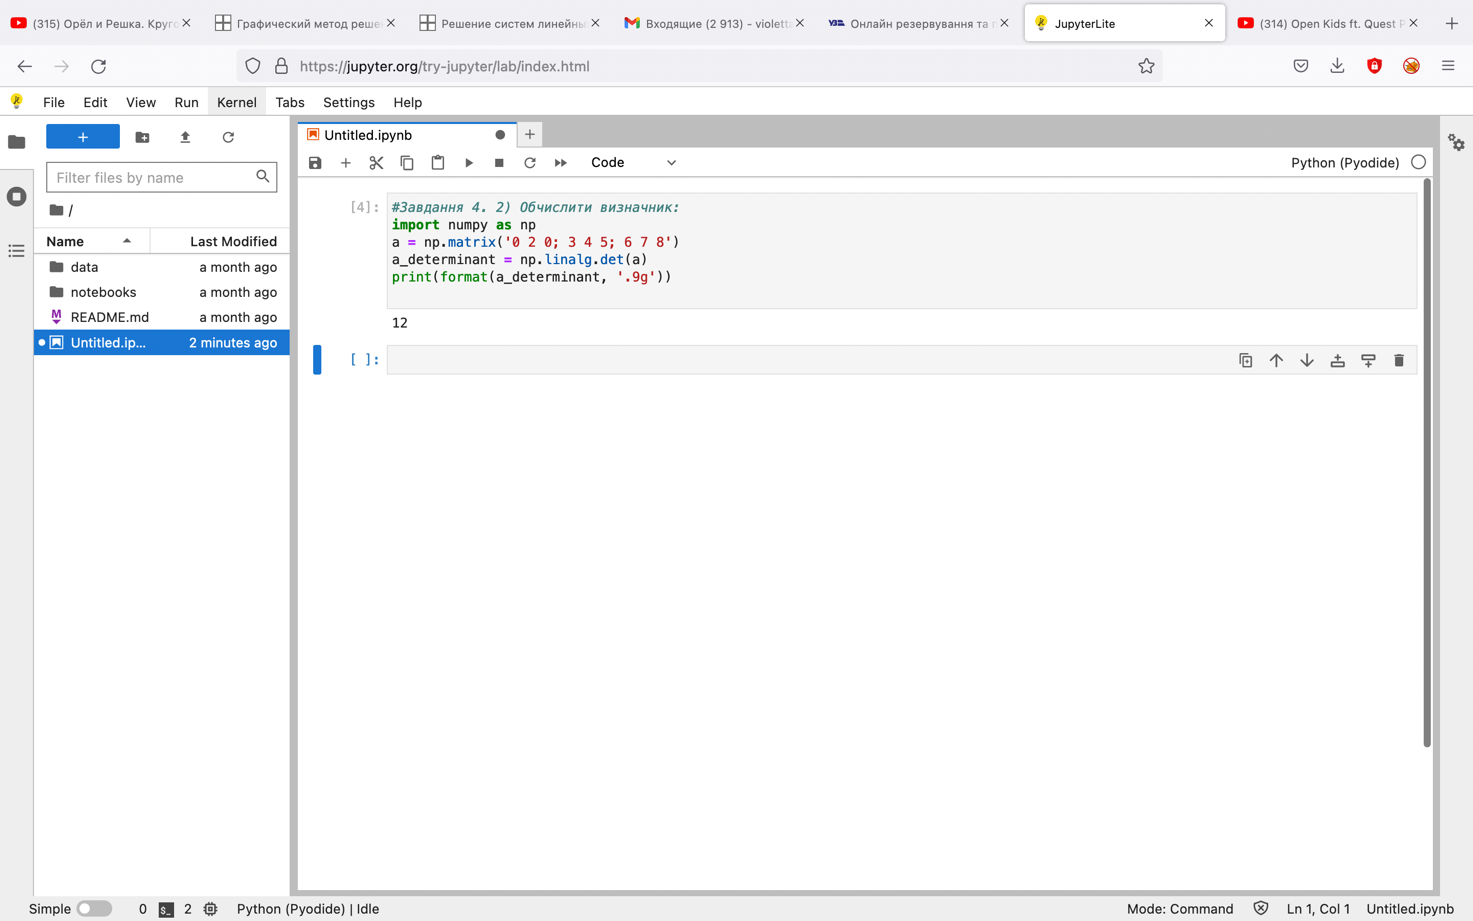 (315) Орёл и Решка. Круго
Графический метод реше
Решение систем линейны
Входящие (2 913) - violetta
УЗВ Онлайн резервування та п
JupyterLite
(314) Open Kids ft. Quest P
https://jupyter.org/try-jupyter/lab/index.html
File Edit View Run Kernel Tabs Settings Help
Untitled.ipynb
Code
Python (Pyodide)
Filter files by name
/
Name Last Modified
data a month ago
notebooks a month ago
README.md a month ago
Untitled.ip... 2 minutes ago
[4]:
#Завдання 4. 2) Обчислити визначник:
import numpy as np
a = np.matrix('0 2 0; 3 4 5; 6 7 8')
a_determinant = np.linalg.det(a)
print(format(a_determinant, '.9g'))
12
[ ]:
Simple 0 $_ 2 Python (Pyodide) | Idle Mode: Command Ln 1, Col 1 Untitled.ipynb